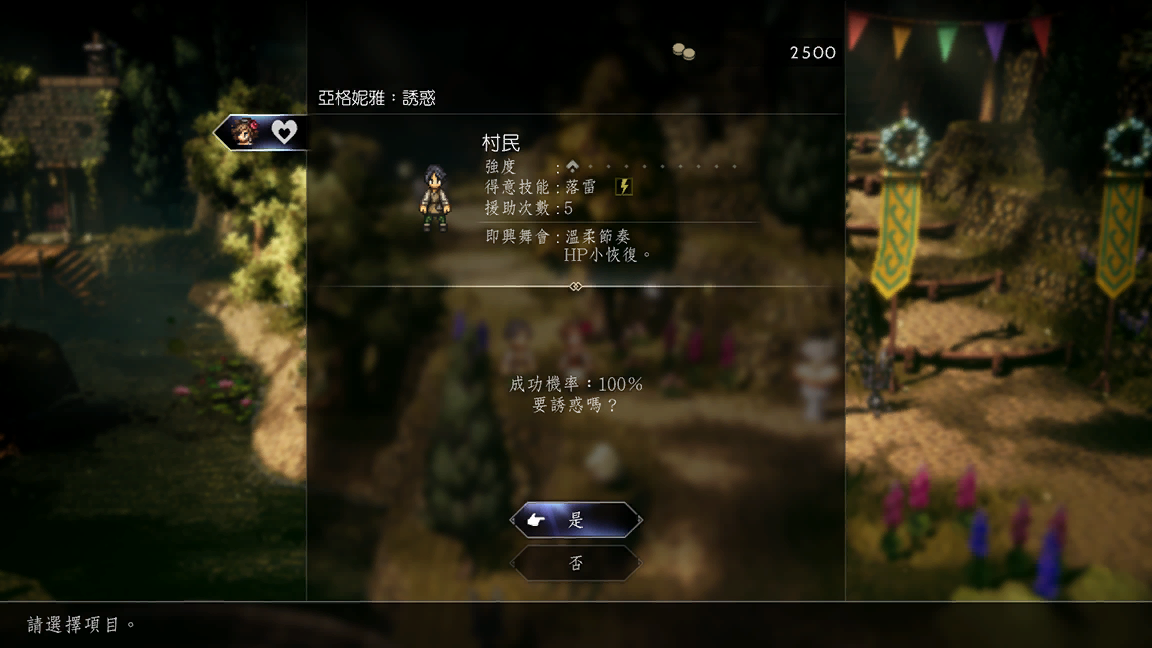 2500
亞格妮雅：誘惑
村民
強度 :
得意技能 : 落雷
援助次數 : 5
即興舞會 : 溫柔節奏
HP小恢復。
成功機率：100%
要誘惑嗎？
是
否
請選擇項目。